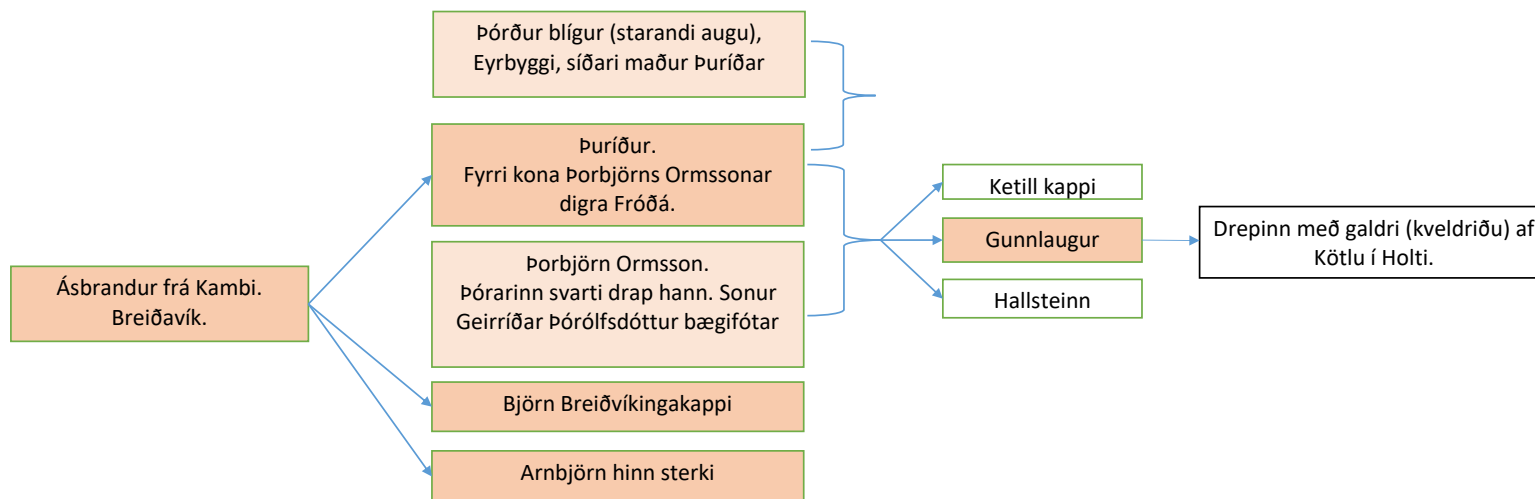 Þórður blígur (starandi augu),
Eyrbyggi, síðari maður Þuríðar
Þuríður.
Fyrri kona Þorbjörns Ormssonar
digra Fróðá.
Þorbjörn Ormsson.
Þórarinn svarti drap hann. Sonur
Geirríðar Þórólfsdóttur bægifótar
Ásbrandur frá Kambi.
Breiðavík.
Björn Breiðvíkingakappi
Arnbjörn hinn sterki
Ketill kappi
Gunnlaugur
Hallsteinn
Drepinn með galdri (kveldriðu) af
Kötlu í Holti.